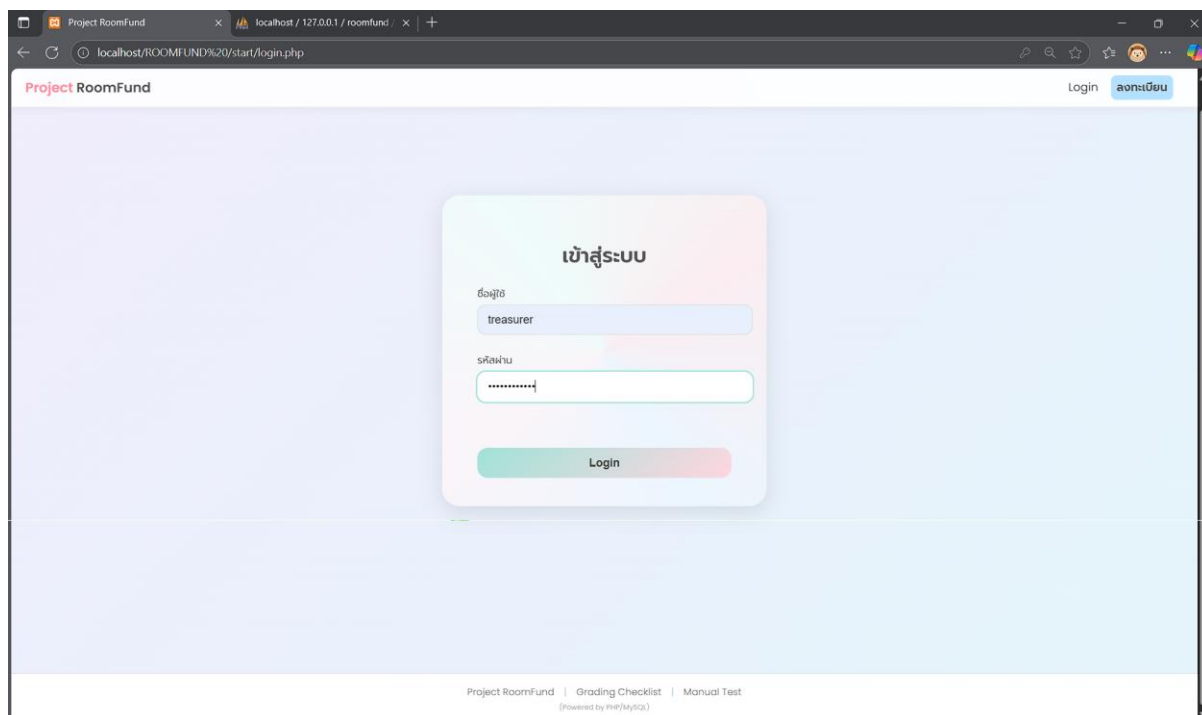 Project RoomFund
localhost / 127.0.0.1 / roomfund /
localhost/ROOMFUND%20/start/login.php
Project RoomFund
Login
ลงทะเบียน
เข้าสู่ระบบ
ชื่อผู้ใช้
treasurer
รหัสผ่าน
••••••••••••
Login
Project RoomFund | Grading Checklist | Manual Test
(Powered by PHP/MySQL)